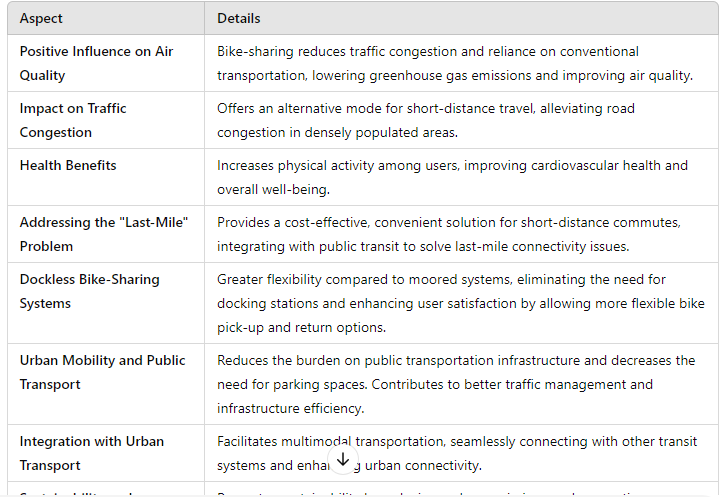 Aspect
Details
Positive Influence on Air
Quality
Bike-sharing reduces traffic congestion and reliance on conventional
transportation, lowering greenhouse gas emissions and improving air quality.
Impact on Traffic
Congestion
Offers an alternative mode for short-distance travel, alleviating road
congestion in densely populated areas.
Health Benefits
Increases physical activity among users, improving cardiovascular health and
overall well-being.
Addressing the "Last-Mile"
Problem
Provides a cost-effective, convenient solution for short-distance commutes,
integrating with public transit to solve last-mile connectivity issues.
Dockless Bike-Sharing
Systems
Greater flexibility compared to moored systems, eliminating the need for
docking stations and enhancing user satisfaction by allowing more flexible bike
pick-up and return options.
Urban Mobility and Public
Transport
Reduces the burden on public transportation infrastructure and decreases the
need for parking spaces. Contributes to better traffic management and
infrastructure efficiency.
Integration with Urban
Transport
Facilitates multimodal transportation, seamlessly connecting with other transit
systems and urban connectivity.